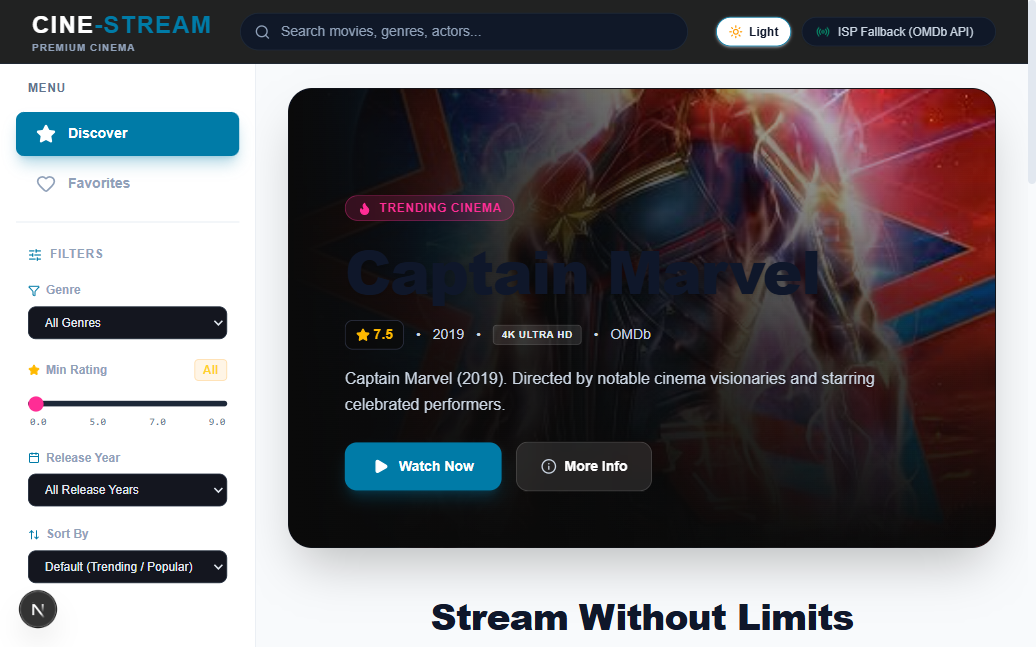 CINE-STREAM
PREMIUM CINEMA
Search movies, genres, actors...
Light
ISP Fallback (OMDb API)
MENU
Discover
Favorites
FILTERS
Genre
All Genres
Min Rating
All
0.0 5.0 7.0 9.0
Release Year
All Release Years
Sort By
Default (Trending / Popular)
N
TRENDING CINEMA
Captain Marvel
7.5 • 2019 • 4K ULTRA HD • OMDb
Captain Marvel (2019). Directed by notable cinema visionaries and starring
celebrated performers.
Watch Now
More Info
Stream Without Limits